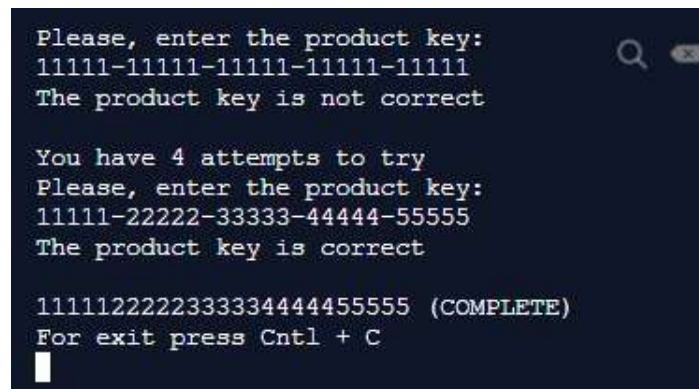 Please, enter the product key:
11111-11111-11111-11111-11111
The product key is not correct
You have 4 attempts to try
Please, enter the product key:
11111-22222-33333-44444-55555
The product key is correct
1111122222333334444455555 (COMPLETE)
For exit press Cntl + C